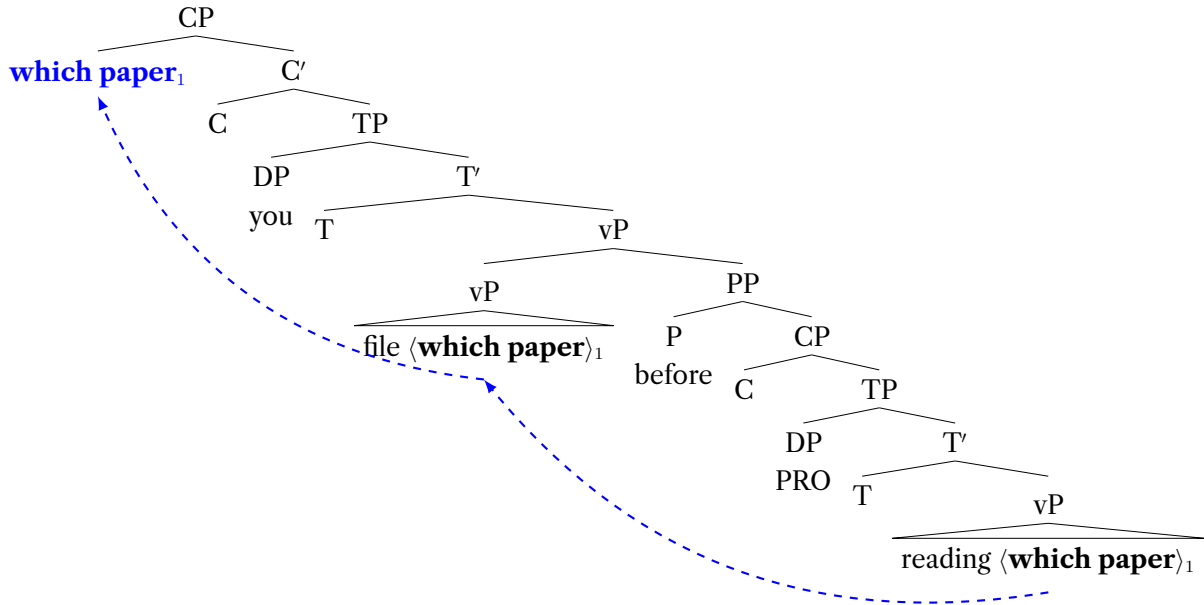 CP
which paper₁ C′
C TP
DP T′
you T vP
vP PP
file ⟨which paper⟩₁ P CP
before C TP
DP T′
PRO T vP
reading ⟨which paper⟩₁